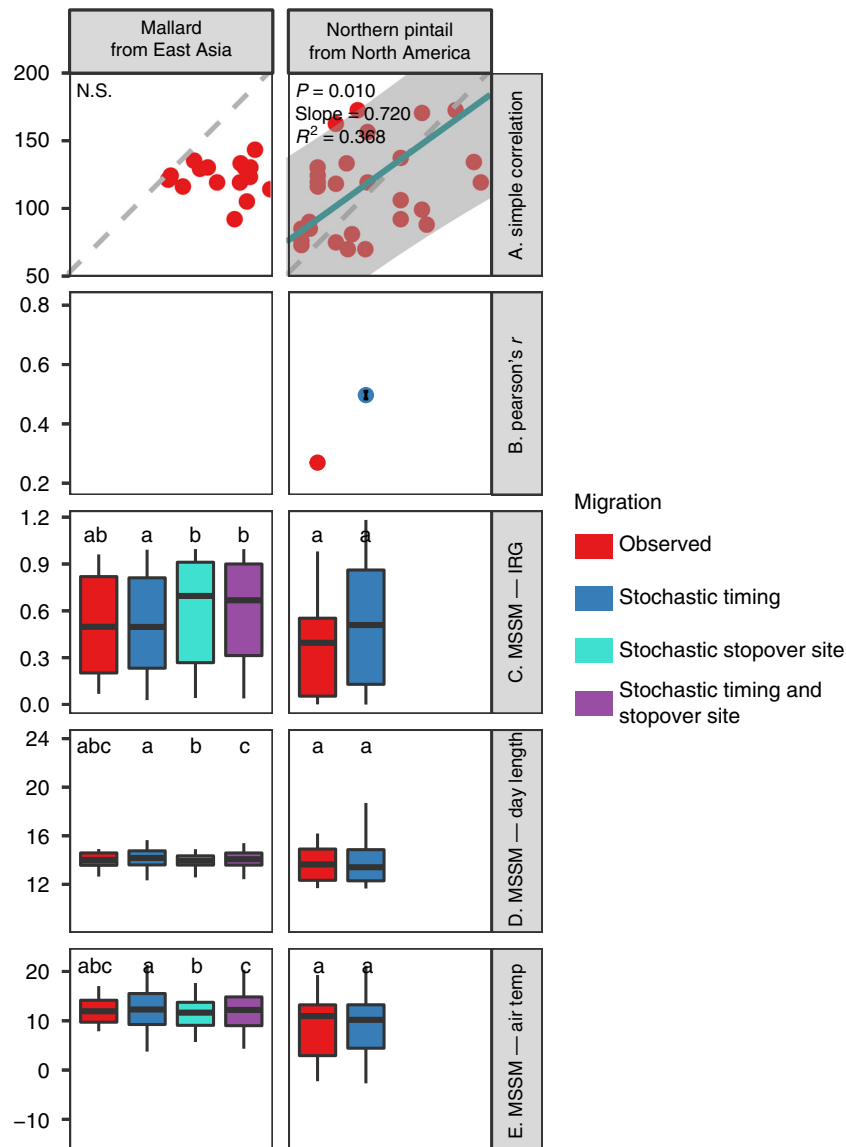 Mallard
from East Asia
Northern pintail
from North America
200
150
100
50
N.S.
P = 0.010
Slope = 0.720
R² = 0.368
A. simple correlation
0.8
0.6
0.4
0.2
B. pearson's r
1.2
0.9
0.6
0.3
0.0
ab a b b
a a
C. MSSM — IRG
24
20
16
12
abc a b c
a a
D. MSSM — day length
20
10
0
−10
abc a b c
a a
E. MSSM — air temp
Migration
Observed
Stochastic timing
Stochastic stopover site
Stochastic timing and
stopover site